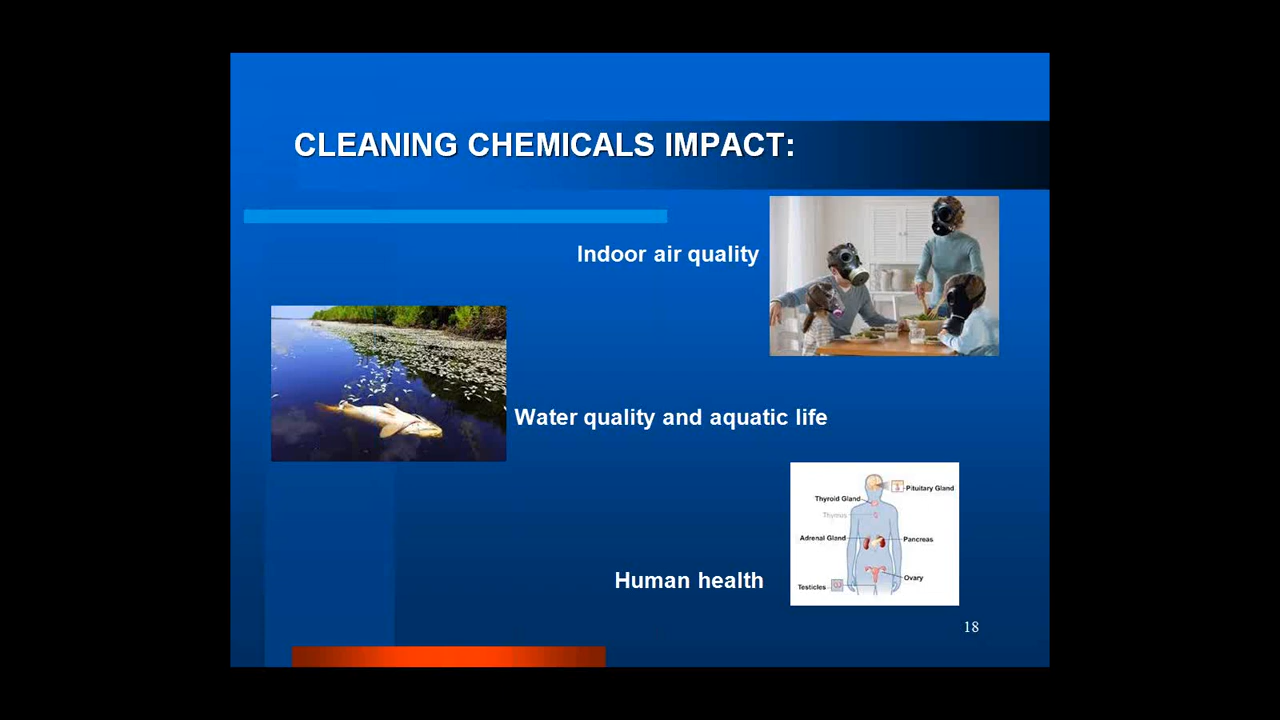 CLEANING CHEMICALS IMPACT:
Indoor air quality
Water quality and aquatic life
Pituitary Gland
Thyroid Gland
Thymus
Adrenal Gland
Pancreas
Ovary
Testicles
Human health
18